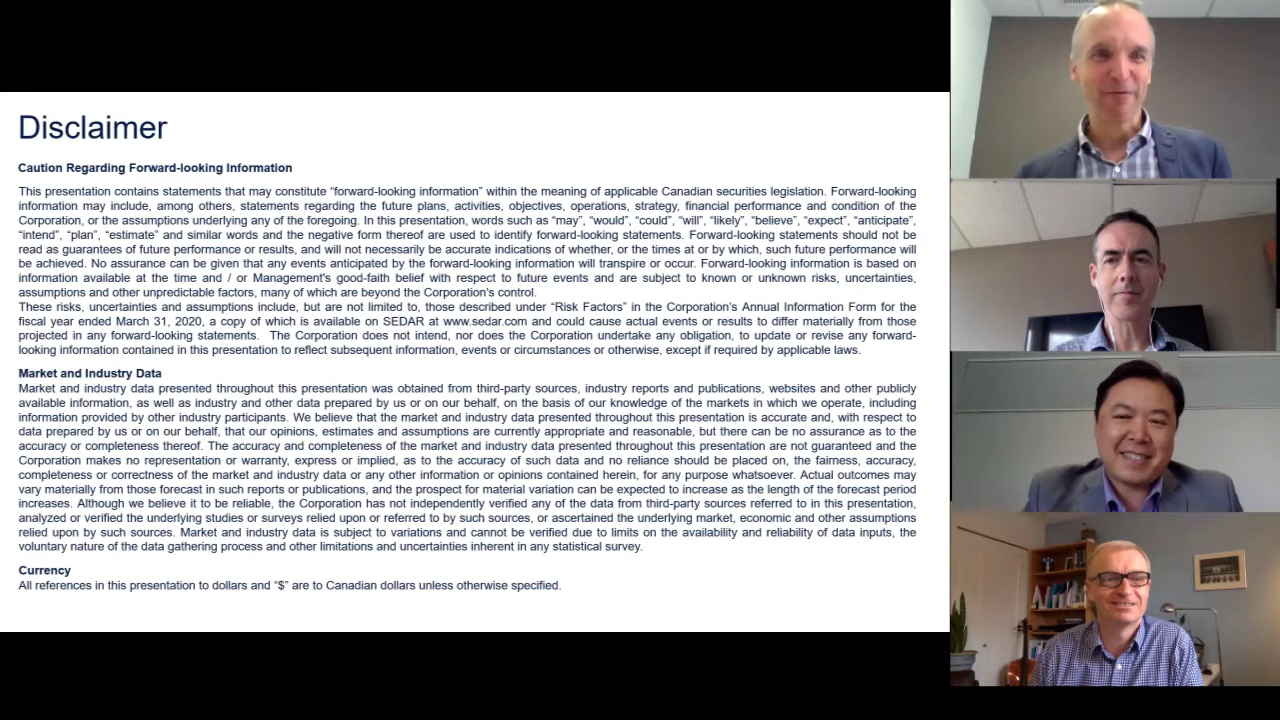 Disclaimer
Caution Regarding Forward-looking Information
This presentation contains statements that may constitute “forward-looking information” within the meaning of applicable Canadian securities legislation. Forward-looking
information may include, among others, statements regarding the future plans, activities, objectives, operations, strategy, financial performance and condition of the
Corporation, or the assumptions underlying any of the foregoing. In this presentation, words such as “may”, “would”, “could”, “will”, “likely”, “believe”, “expect”, “anticipate”,
“intend”, “plan”, “estimate” and similar words and the negative form thereof are used to identify forward-looking statements. Forward-looking statements should not be
read as guarantees of future performance or results, and will not necessarily be accurate indications of whether, or the times at or by which, such future performance will
be achieved. No assurance can be given that any events anticipated by the forward-looking information will transpire or occur. Forward-looking information is based on
information available at the time and / or Management's good-faith belief with respect to future events and are subject to known or unknown risks, uncertainties,
assumptions and other unpredictable factors, many of which are beyond the Corporation’s control.
These risks, uncertainties and assumptions include, but are not limited to, those described under “Risk Factors” in the Corporation’s Annual Information Form for the
fiscal year ended March 31, 2020, a copy of which is available on SEDAR at www.sedar.com and could cause actual events or results to differ materially from those
projected in any forward-looking statements. The Corporation does not intend, nor does the Corporation undertake any obligation, to update or revise any forward-
looking information contained in this presentation to reflect subsequent information, events or circumstances or otherwise, except if required by applicable laws.
Market and Industry Data
Market and industry data presented throughout this presentation was obtained from third-party sources, industry reports and publications, websites and other publicly
available information, as well as industry and other data prepared by us or on our behalf, on the basis of our knowledge of the markets in which we operate, including
information provided by other industry participants. We believe that the market and industry data presented throughout this presentation is accurate and, with respect to
data prepared by us or on our behalf, that our opinions, estimates and assumptions are currently appropriate and reasonable, but there can be no assurance as to the
accuracy or completeness thereof. The accuracy and completeness of the market and industry data presented throughout this presentation are not guaranteed and the
Corporation makes no representation or warranty, express or implied, as to the accuracy of such data and no reliance should be placed on, the fairness, accuracy,
completeness or correctness of the market and industry data or any other information or opinions contained herein, for any purpose whatsoever. Actual outcomes may
vary materially from those forecast in such reports or publications, and the prospect for material variation can be expected to increase as the length of the forecast period
increases. Although we believe it to be reliable, the Corporation has not independently verified any of the data from third-party sources referred to in this presentation,
analyzed or verified the underlying studies or surveys relied upon or referred to by such sources, or ascertained the underlying market, economic and other assumptions
relied upon by such sources. Market and industry data is subject to variations and cannot be verified due to limits on the availability and reliability of data inputs, the
voluntary nature of the data gathering process and other limitations and uncertainties inherent in any statistical survey.
Currency
All references in this presentation to dollars and “$” are to Canadian dollars unless otherwise specified.